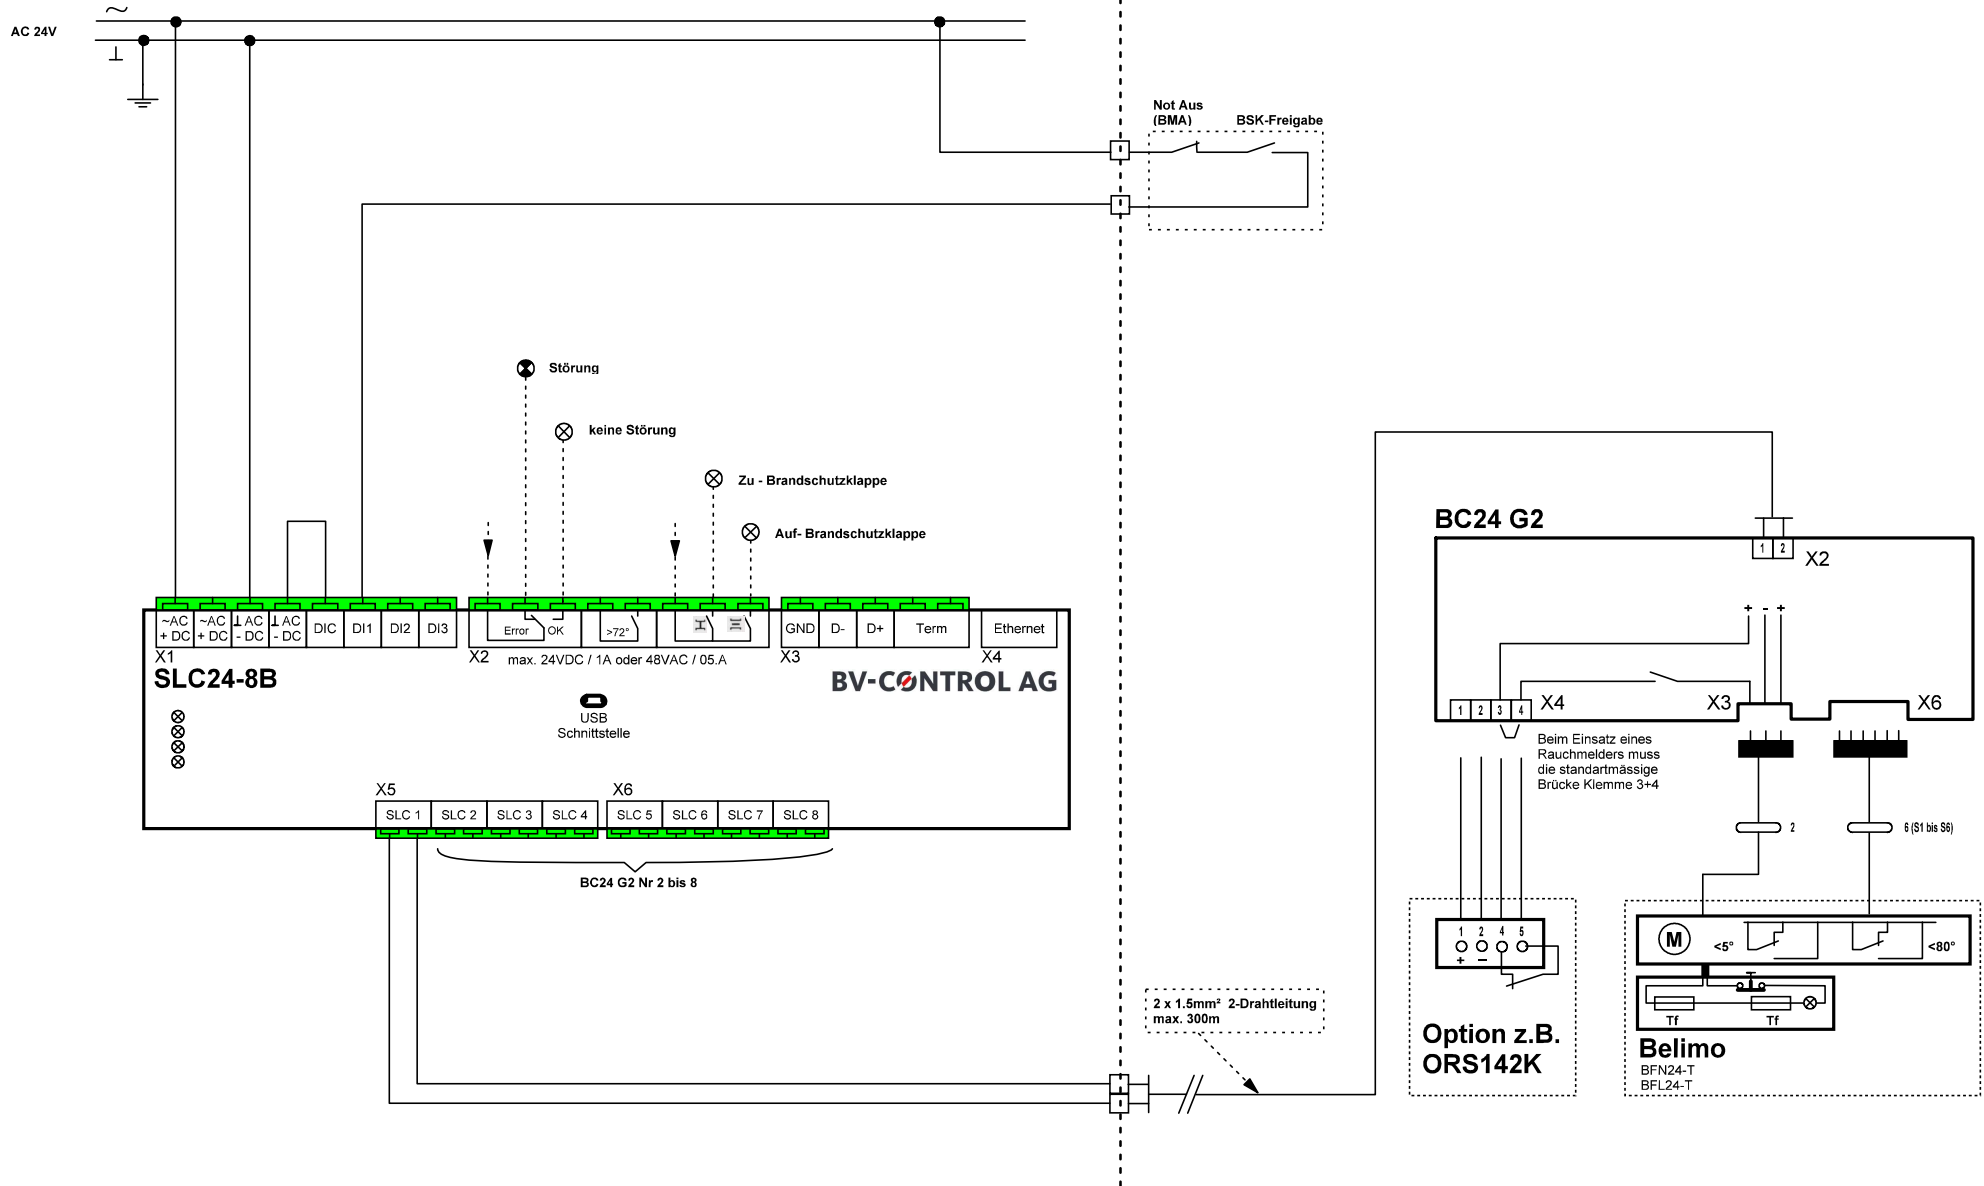 AC 24V
Not Aus
(BMA)
BSK-Freigabe
Störung
keine Störung
Zu - Brandschutzklappe
Auf- Brandschutzklappe
~AC
+ DC
~AC
+ DC
⊥ AC
- DC
⊥ AC
- DC
DIC
DI1
DI2
DI3
Error
OK
>72°
GND
D-
D+
Term
Ethernet
X1
X2
max. 24VDC / 1A oder 48VAC / 05.A
X3
X4
SLC24-8B
BV-CONTROL AG
USB
Schnittstelle
X5
X6
SLC 1
SLC 2
SLC 3
SLC 4
SLC 5
SLC 6
SLC 7
SLC 8
BC24 G2 Nr 2 bis 8
2 x 1.5mm² 2-Drahtleitung
max. 300m
BC24 G2
1
2
X2
+
-
+
1
2
3
4
X4
X3
X6
Beim Einsatz eines
Rauchmelders muss
die standartmässige
Brücke Klemme 3+4
2
6 (S1 bis S6)
1
2
4
5
+
−
Option z.B.
ORS142K
M
<5°
<80°
Tf
Tf
Belimo
BFN24-T
BFL24-T